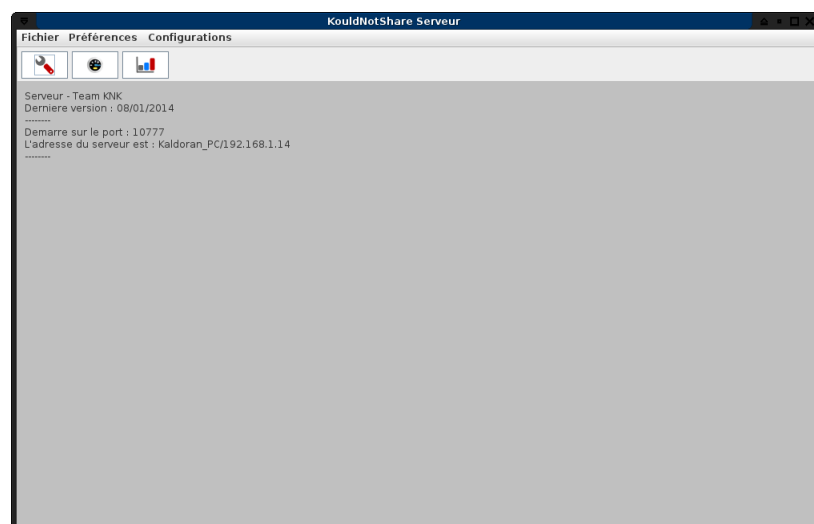 KouldNotShare Serveur
Fichier Préférences Configurations
Serveur - Team KNK
Derniere version : 08/01/2014
--------
Demarre sur le port : 10777
L'adresse du serveur est : Kaldoran_PC/192.168.1.14
--------